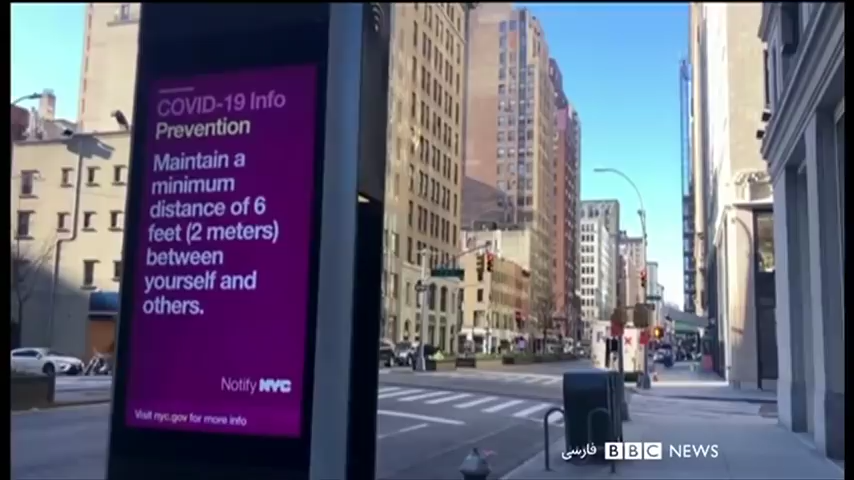 COVID-19 Info
Prevention
Maintain a
minimum
distance of 6
feet (2 meters)
between
yourself and
others.
Notify NYC
Visit nyc.gov for more info
فارسی BBC NEWS